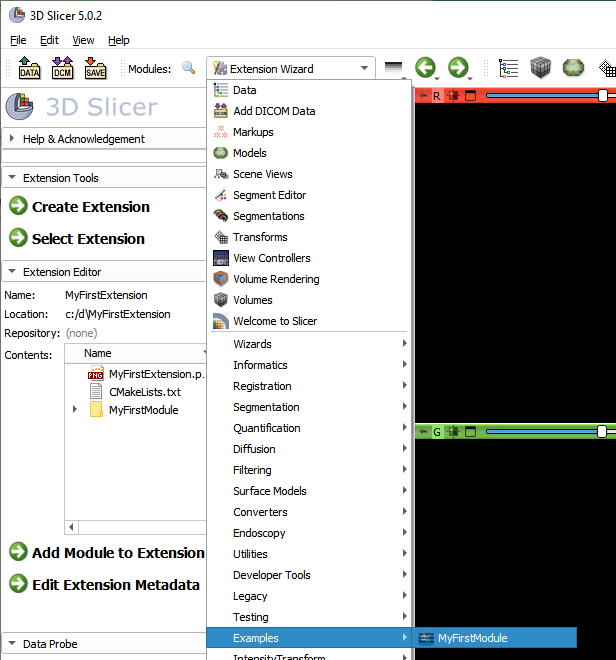 3D Slicer 5.0.2
File Edit View Help
DATA DCM SAVE Modules: Extension Wizard
3D Slicer
Help & Acknowledgement
Extension Tools
Create Extension
Select Extension
Extension Editor
Name: MyFirstExtension
Location: c:/d\MyFirstExtension
Repository: (none)
Contents: Name
PNG MyFirstExtension.p.
CMakeLists.txt
MyFirstModule
Add Module to Extension
Edit Extension Metadata
Data Probe
Data
DICOM Add DICOM Data
Markups
Models
Scene Views
Segment Editor
Segmentations
Transforms
View Controllers
Volume Rendering
Volumes
Welcome to Slicer
Wizards
Informatics
Registration
Segmentation
Quantification
Diffusion
Filtering
Surface Models
Converters
Endoscopy
Utilities
Developer Tools
Legacy
Testing
Examples
IntensityTransform
MyFirstModule
R
G